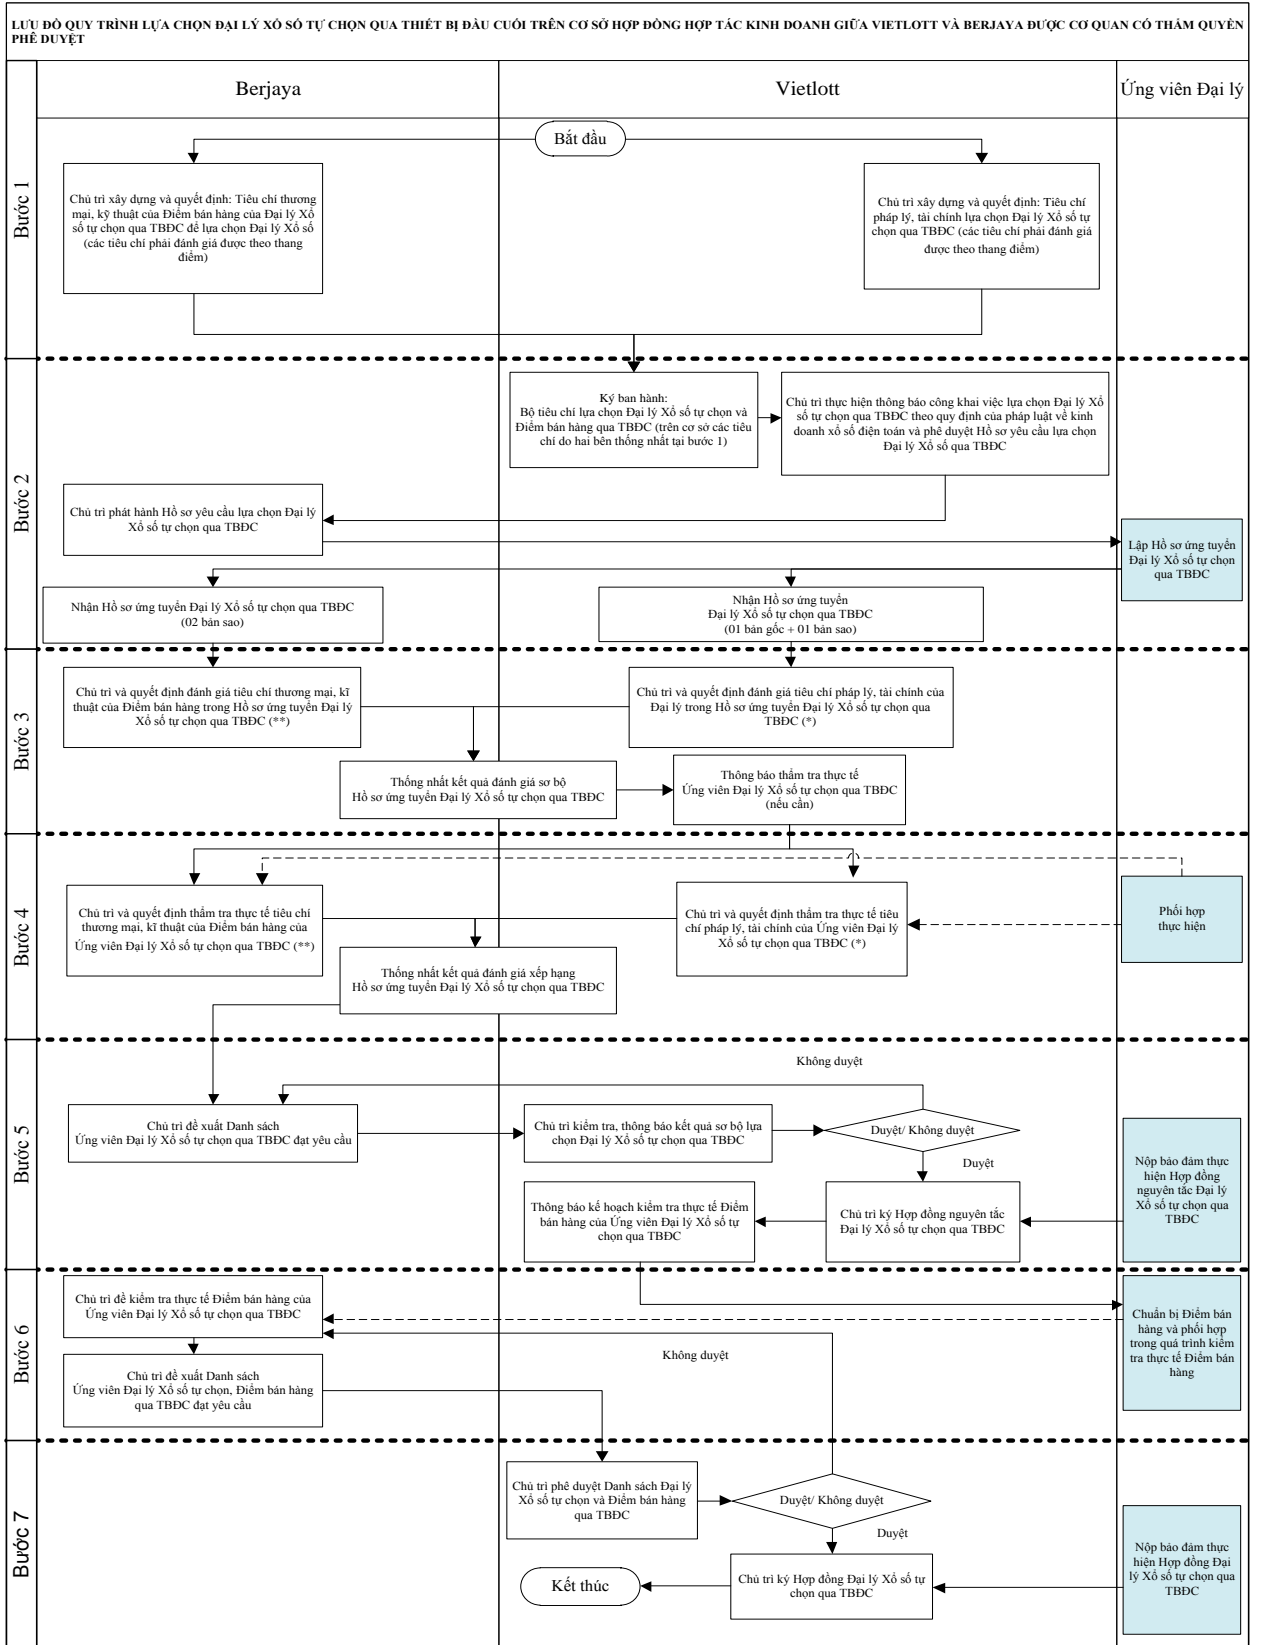 LƯU ĐỒ QUY TRÌNH LỰA CHỌN ĐẠI LÝ XỔ SỐ TỰ CHỌN QUA THIẾT BỊ ĐẦU CUỐI TRÊN CƠ SỞ HỢP ĐỒNG HỢP TÁC KINH DOANH GIỮA VIETLOTT VÀ BERJAYA ĐƯỢC CƠ QUAN CÓ THẨM QUYỀN
PHÊ DUYỆT
Berjaya
Vietlott
Ứng viên Đại lý
Bước 1
Bắt đầu
Chủ trì xây dựng và quyết định: Tiêu chí thương
mại, kỹ thuật của Điểm bán hàng của Đại lý Xổ
số tự chọn qua TBĐC để lựa chọn Đại lý Xổ số
(các tiêu chí phải đánh giá được theo thang
điểm)
Chủ trì xây dựng và quyết định: Tiêu chí
pháp lý, tài chính lựa chọn Đại lý Xổ số tự
chọn qua TBĐC (các tiêu chí phải đánh giá
được theo thang điểm)
Bước 2
Ký ban hành:
Bộ tiêu chí lựa chọn Đại lý Xổ số tự chọn và
Điểm bán hàng qua TBĐC (trên cơ sở các tiêu
chí do hai bên thống nhất tại bước 1)
Chủ trì thực hiện thông báo công khai việc lựa chọn Đại lý Xổ
số tự chọn qua TBĐC theo quy định của pháp luật về kinh
doanh xổ số điện toán và phê duyệt Hồ sơ yêu cầu lựa chọn
Đại lý Xổ số qua TBĐC
Chủ trì phát hành Hồ sơ yêu cầu lựa chọn Đại lý
Xổ số tự chọn qua TBĐC
Lập Hồ sơ ứng tuyển
Đại lý Xổ số tự chọn
qua TBĐC
Nhận Hồ sơ ứng tuyển Đại lý Xổ số tự chọn qua TBĐC
(02 bản sao)
Nhận Hồ sơ ứng tuyển
Đại lý Xổ số tự chọn qua TBĐC
(01 bản gốc + 01 bản sao)
Bước 3
Chủ trì và quyết định đánh giá tiêu chí thương mại, kĩ
thuật của Điểm bán hàng trong Hồ sơ ứng tuyển Đại lý
Xổ số tự chọn qua TBĐC (**)
Chủ trì và quyết định đánh giá tiêu chí pháp lý, tài chính của
Đại lý trong Hồ sơ ứng tuyển Đại lý Xổ số tự chọn qua
TBĐC (*)
Thống nhất kết quả đánh giá sơ bộ
Hồ sơ ứng tuyển Đại lý Xổ số tự chọn qua TBĐC
Thông báo thẩm tra thực tế
Ứng viên Đại lý Xổ số tự chọn qua TBĐC
(nếu cần)
Bước 4
Chủ trì và quyết định thẩm tra thực tế tiêu chí
thương mại, kĩ thuật của Điểm bán hàng của
Ứng viên Đại lý Xổ số tự chọn qua TBĐC (**)
Chủ trì và quyết định thẩm tra thực tế tiêu
chí pháp lý, tài chính của Ứng viên Đại lý
Xổ số tự chọn qua TBĐC (*)
Phối hợp
thực hiện
Thống nhất kết quả đánh giá xếp hạng
Hồ sơ ứng tuyển Đại lý Xổ số tự chọn qua TBĐC
Bước 5
Không duyệt
Chủ trì đề xuất Danh sách
Ứng viên Đại lý Xổ số tự chọn qua TBĐC đạt yêu cầu
Chủ trì kiểm tra, thông báo kết quả sơ bộ lựa
chọn Đại lý Xổ số tự chọn qua TBĐC
Duyệt/ Không duyệt
Duyệt
Nộp bảo đảm thực
hiện Hợp đồng
nguyên tắc Đại lý
Xổ số tự chọn qua
TBĐC
Thông báo kế hoạch kiểm tra thực tế Điểm
bán hàng của Ứng viên Đại lý Xổ số tự
chọn qua TBĐC
Chủ trì ký Hợp đồng nguyên tắc
Đại lý Xổ số tự chọn qua TBĐC
Bước 6
Chủ trì đề kiểm tra thực tế Điểm bán hàng của
Ứng viên Đại lý Xổ số tự chọn qua TBĐC
Chuẩn bị Điểm bán
hàng và phối hợp
trong quá trình kiểm
tra thực tế Điểm bán
hàng
Không duyệt
Chủ trì đề xuất Danh sách
Ứng viên Đại lý Xổ số tự chọn, Điểm bán hàng
qua TBĐC đạt yêu cầu
Bước 7
Chủ trì phê duyệt Danh sách Đại lý
Xổ số tự chọn và Điểm bán hàng
qua TBĐC
Duyệt/ Không duyệt
Duyệt
Nộp bảo đảm thực
hiện Hợp đồng Đại
lý Xổ số tự chọn qua
TBĐC
Chủ trì ký Hợp đồng Đại lý Xổ số tự
chọn qua TBĐC
Kết thúc